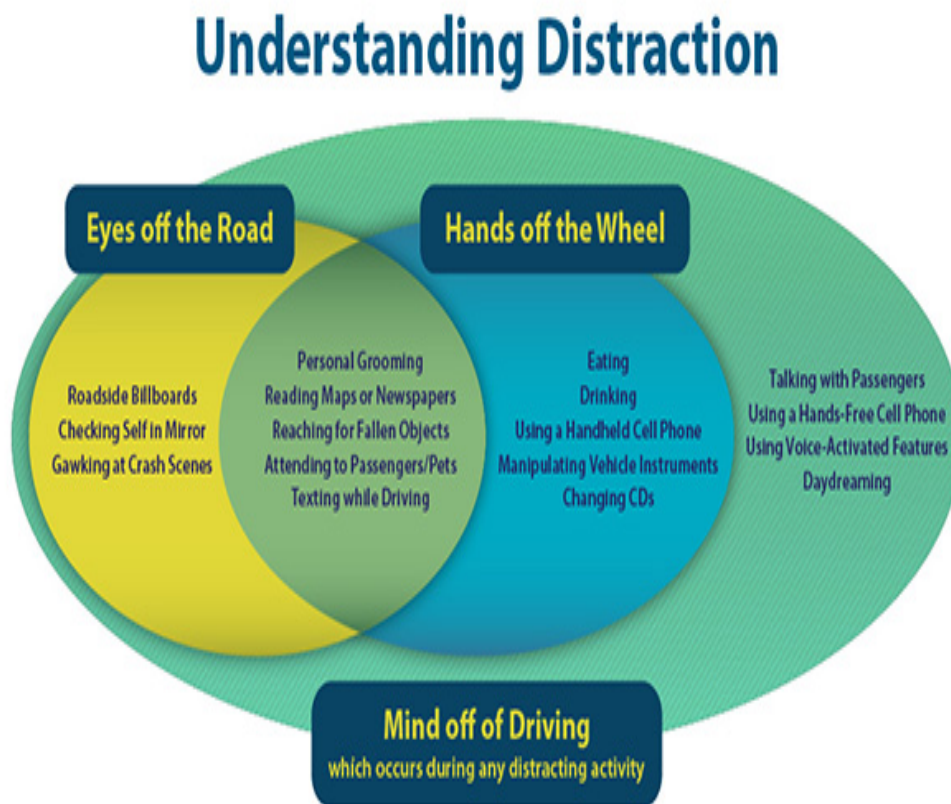 Understanding Distraction
Eyes off the Road
Hands off the Wheel
Roadside Billboards
Checking Self in Mirror
Gawking at Crash Scenes
Personal Grooming
Reading Maps or Newspapers
Reaching for Fallen Objects
Attending to Passengers/Pets
Texting while Driving
Eating
Drinking
Using a Handheld Cell Phone
Manipulating Vehicle Instruments
Changing CDs
Talking with Passengers
Using a Hands-Free Cell Phone
Using Voice-Activated Features
Daydreaming
Mind off of Driving
which occurs during any distracting activity